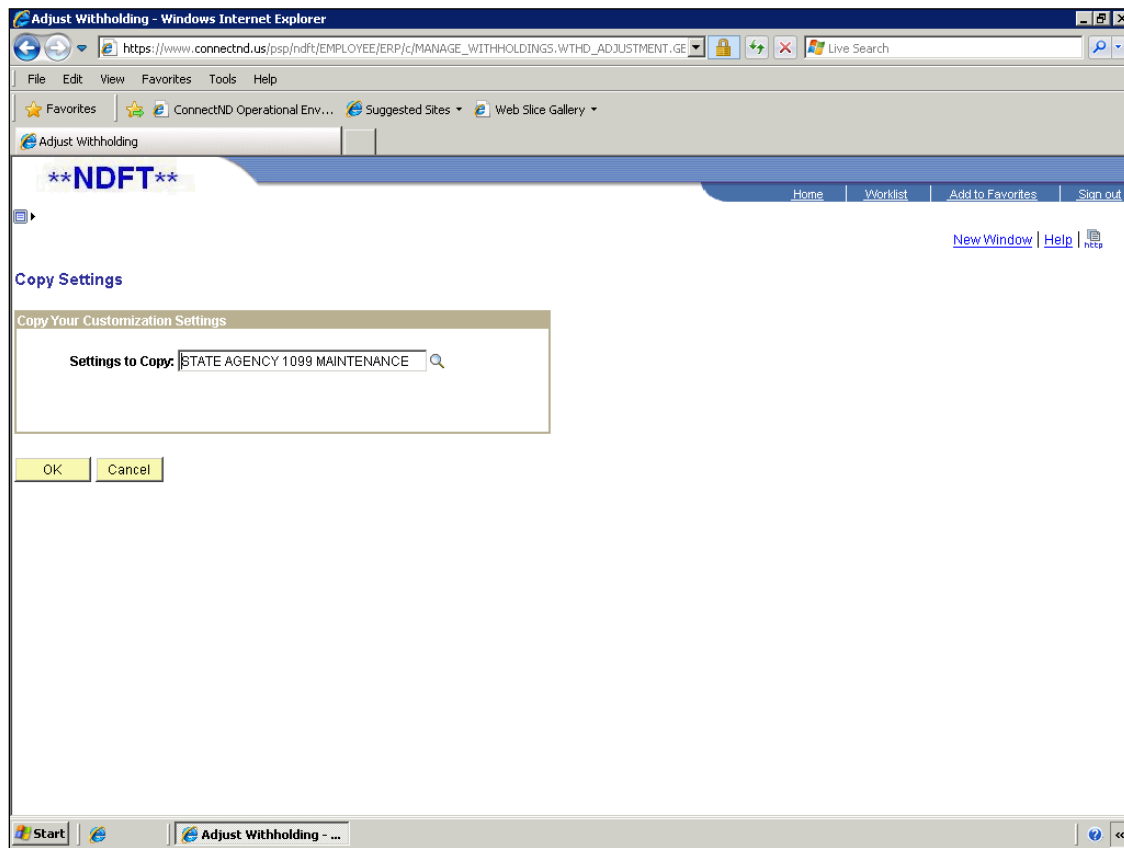 Adjust Withholding - Windows Internet Explorer
https://www.connectnd.us/psp/ndft/EMPLOYEE/ERP/c/MANAGE_WITHHOLDINGS.WTHD_ADJUSTMENT.GE
Live Search
File Edit View Favorites Tools Help
Favorites ConnectND Operational Env... Suggested Sites Web Slice Gallery
Adjust Withholding
**NDFT**
Home Worklist Add to Favorites Sign out
New Window | Help | http
Copy Settings
Copy Your Customization Settings
Settings to Copy: STATE AGENCY 1099 MAINTENANCE
OK Cancel
Start Adjust Withholding - ...